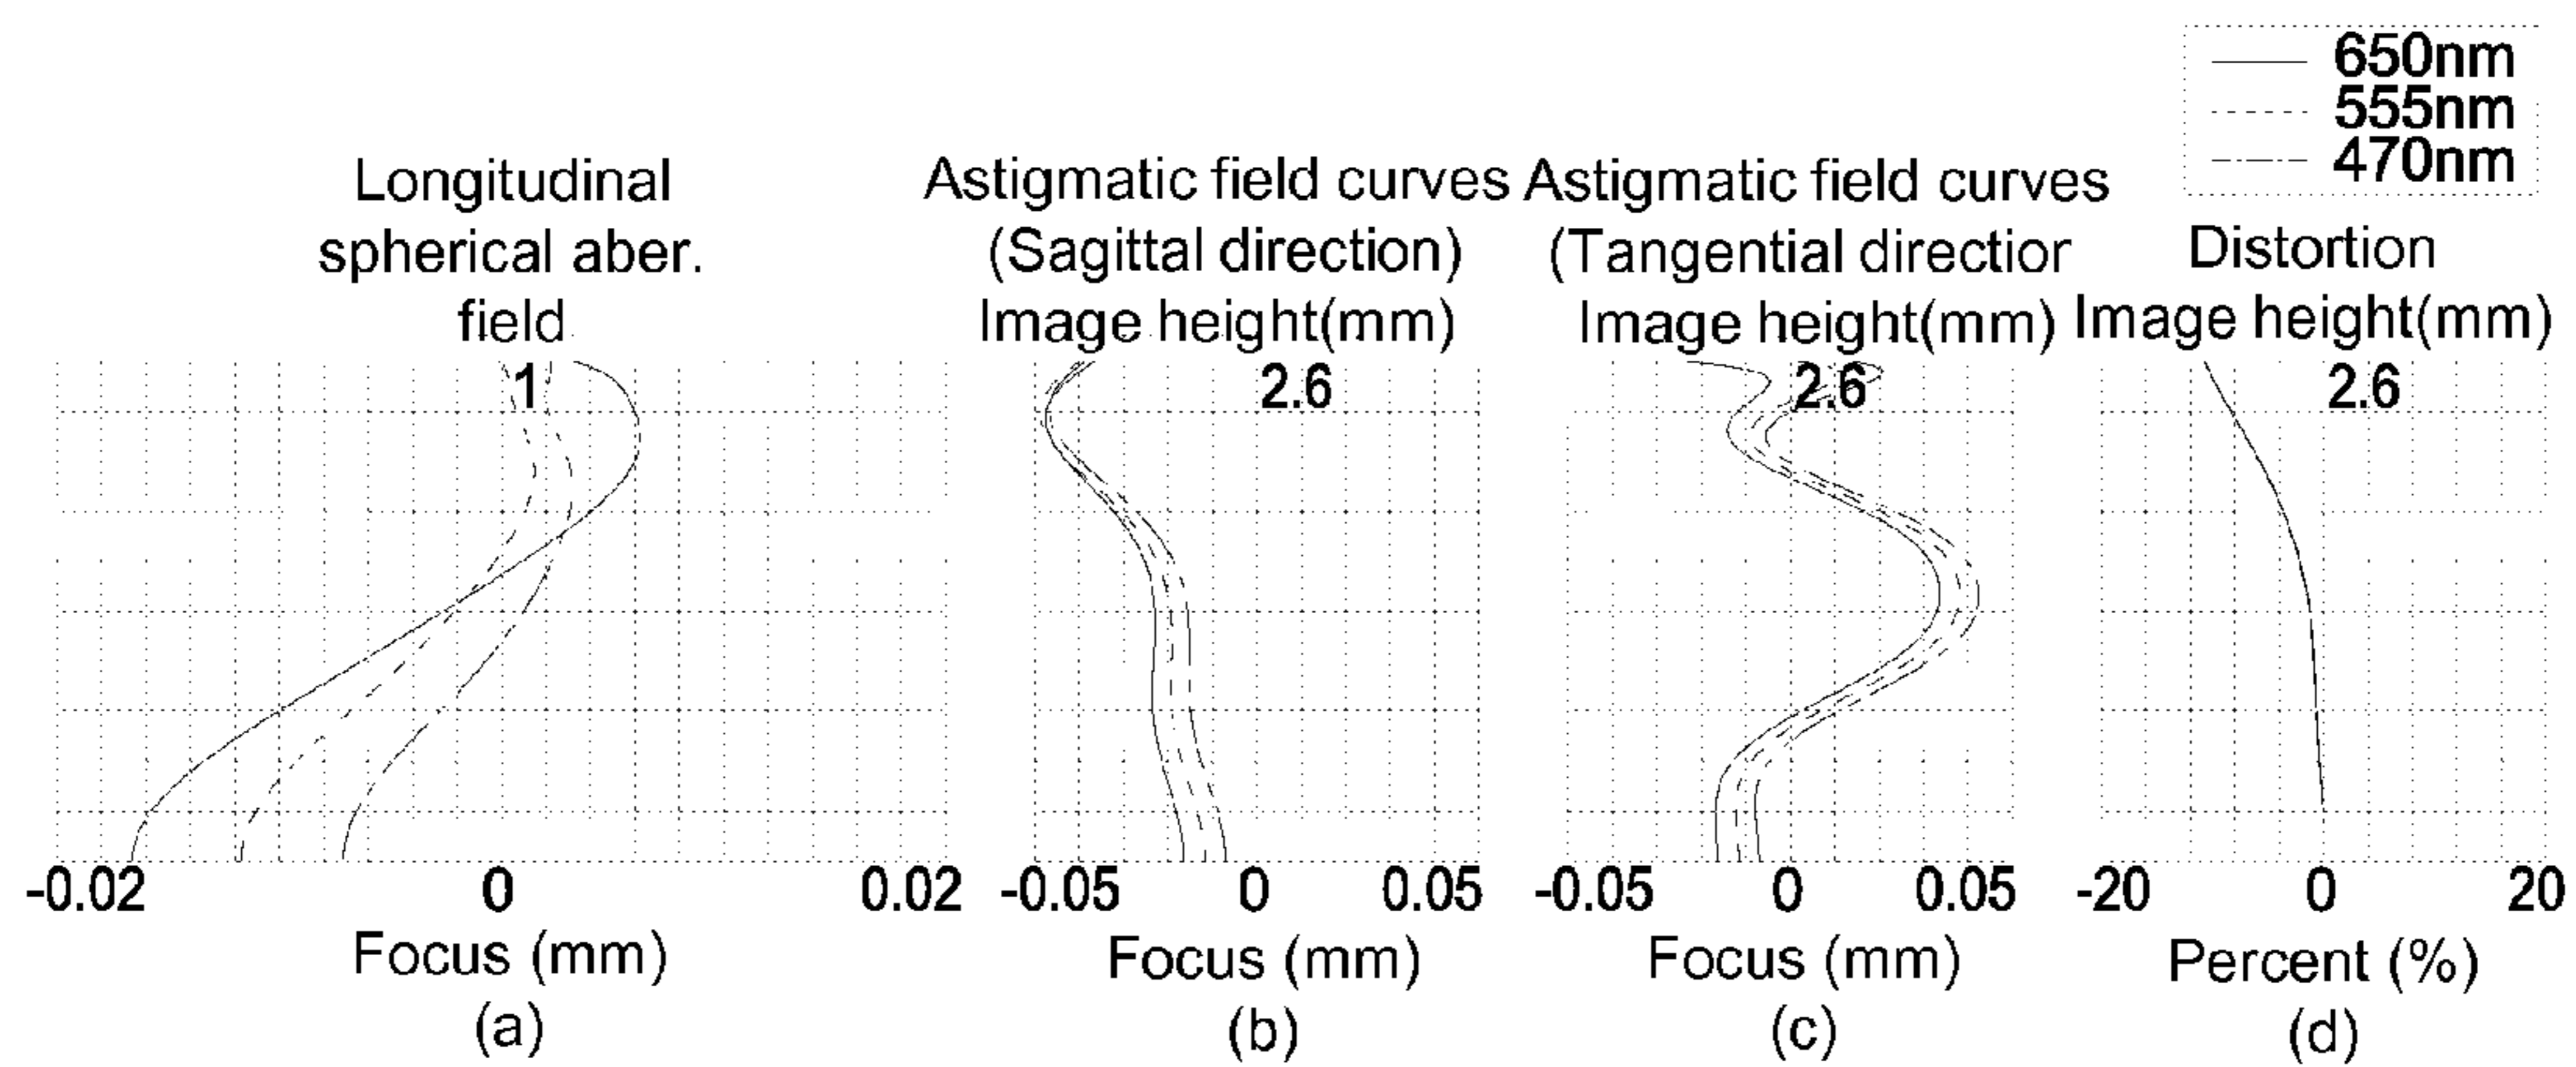 650nm
555nm
470nm
Longitudinal
spherical aber.
field
1
-0.02 0 0.02
Focus (mm)
(a)
Astigmatic field curves
(Sagittal direction)
Image height(mm)
2.6
-0.05 0 0.05
Focus (mm)
(b)
Astigmatic field curves
(Tangential direction
Image height(mm)
2.6
-0.05 0 0.05
Focus (mm)
(c)
Distortion
Image height(mm)
2.6
-20 0 20
Percent (%)
(d)